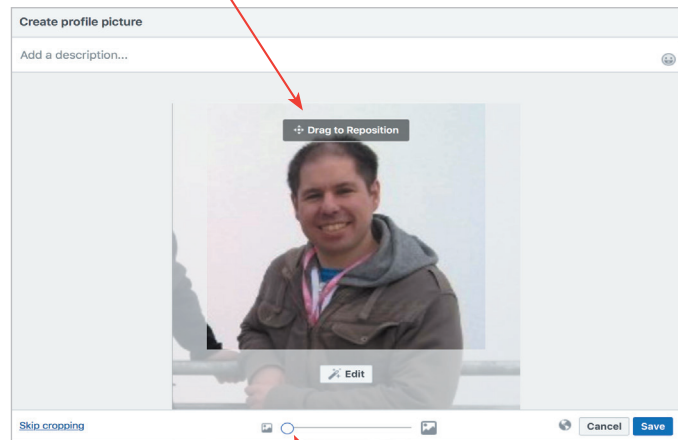 Create profile picture
Add a description...
Drag to Reposition
Edit
Skip cropping
Cancel Save